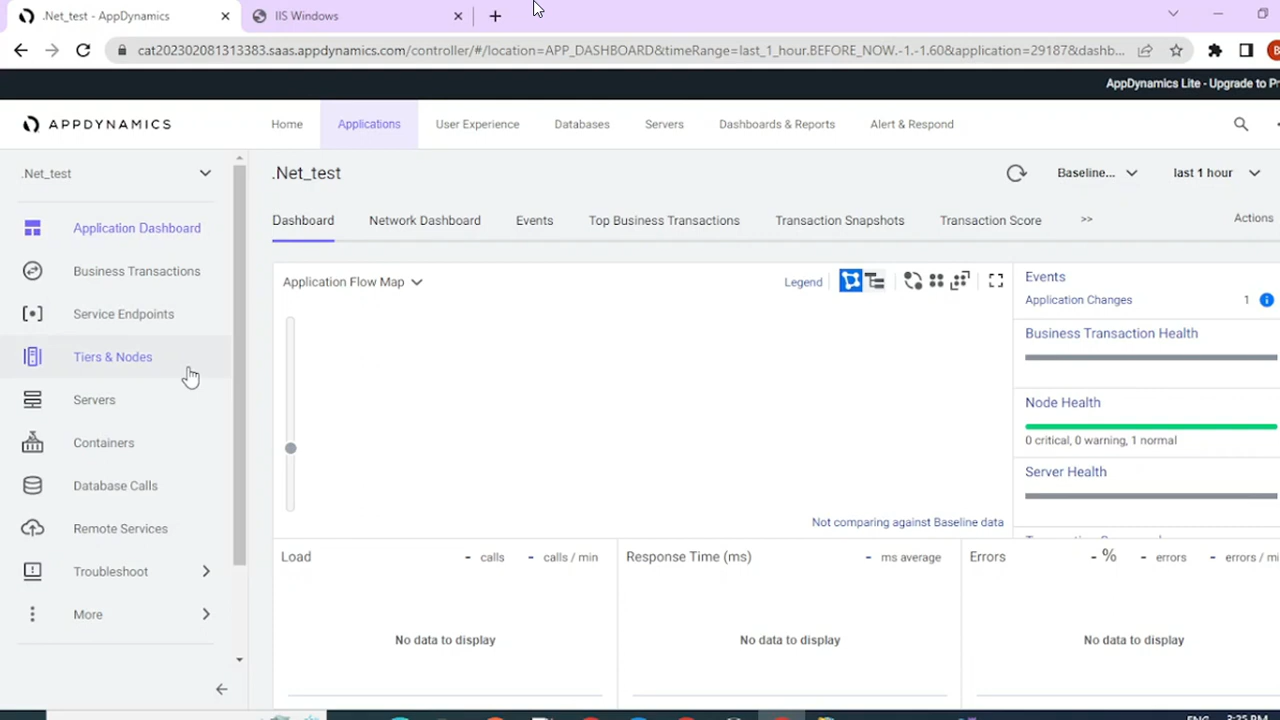 .Net_test - AppDynamics
IIS Windows
cat202302081313383.saas.appdynamics.com/controller/#/location=APP_DASHBOARD&timeRange=last_1_hour.BEFORE_NOW.-1.-1.60&application=29187&dashb...
AppDynamics Lite - Upgrade to Pr
APPDYNAMICS
Home
Applications
User Experience
Databases
Servers
Dashboards & Reports
Alert & Respond
.Net_test
.Net_test
Baseline...
last 1 hour
Dashboard
Network Dashboard
Events
Top Business Transactions
Transaction Snapshots
Transaction Score
>>
Actions
Application Dashboard
Business Transactions
Service Endpoints
Tiers & Nodes
Servers
Containers
Database Calls
Remote Services
Troubleshoot
More
Application Flow Map
Legend
Not comparing against Baseline data
Events
Application Changes 1
Business Transaction Health
Node Health
0 critical, 0 warning, 1 normal
Server Health
Load - calls - calls / min
No data to display
Response Time (ms) - ms average
No data to display
Errors - % - errors - errors / mi
No data to display
ENG 3:25 PM